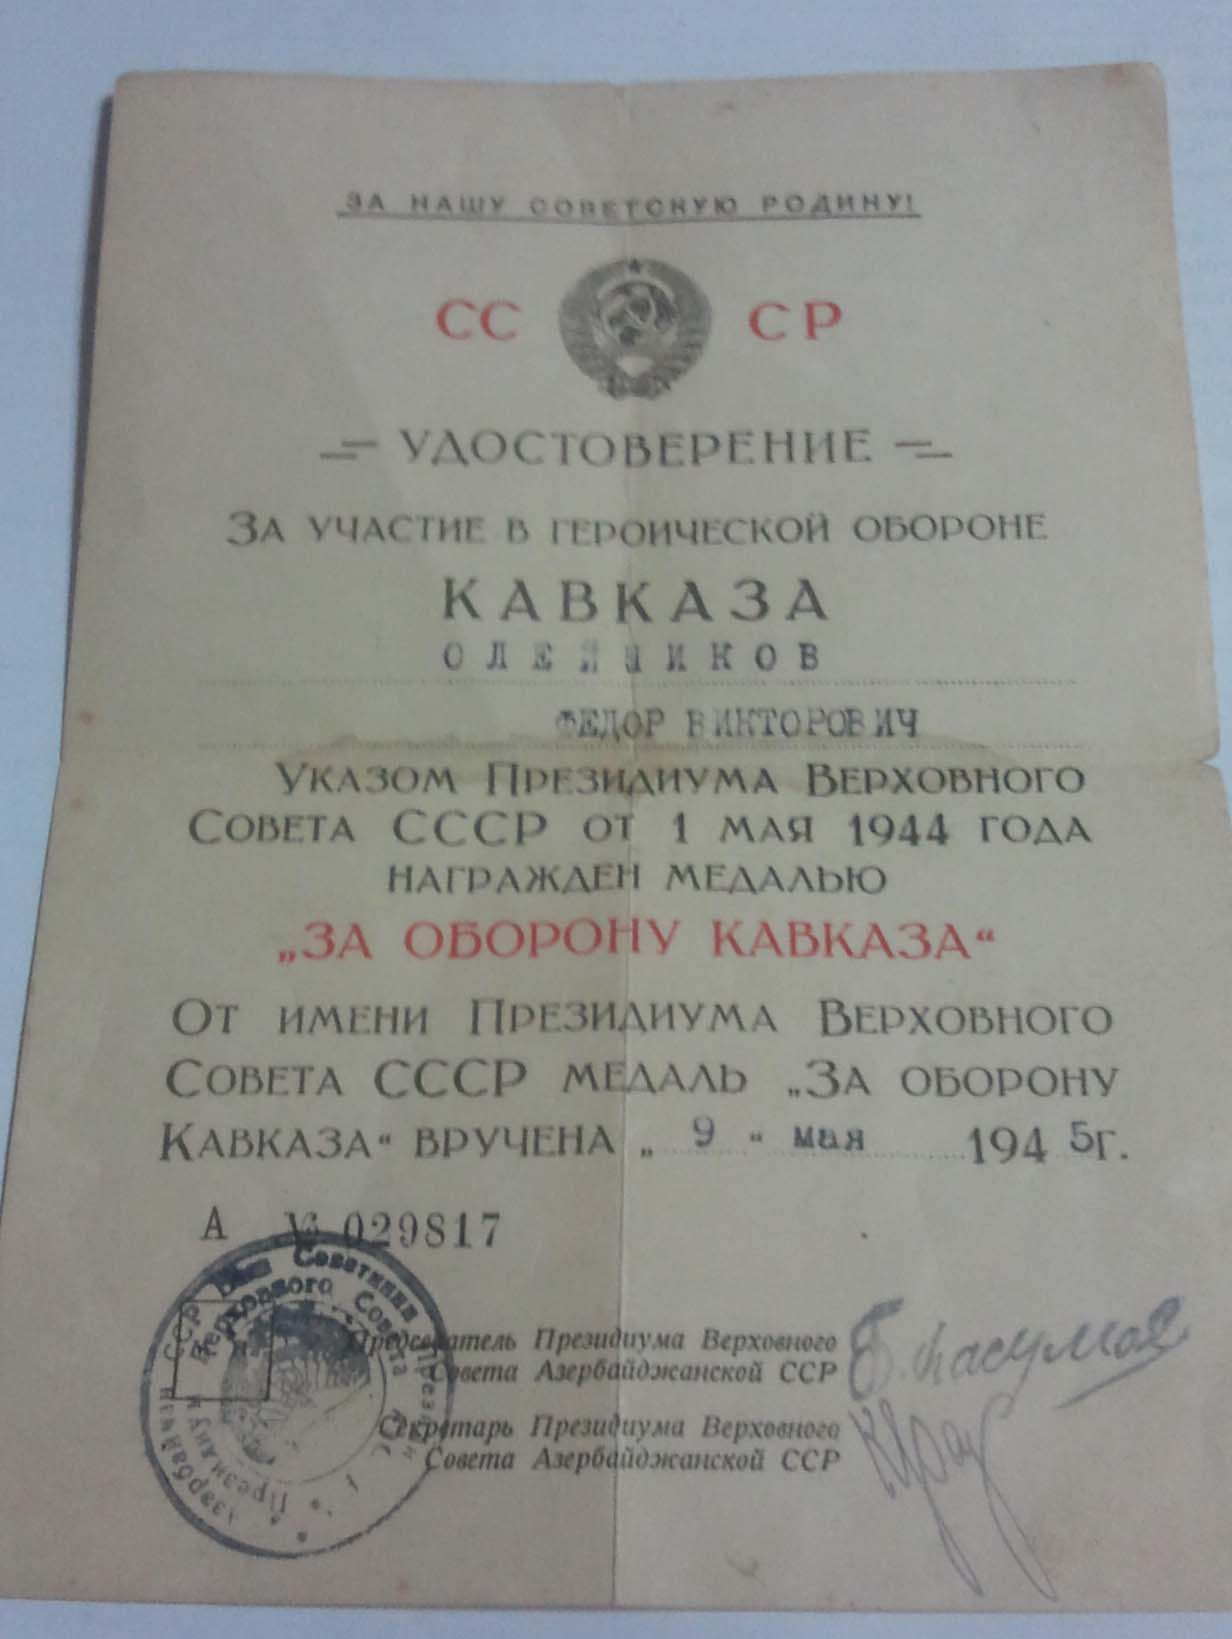 ЗА НАШУ СОВЕТСКУЮ РОДИНУ!
СС СР
УДОСТОВЕРЕНИЕ
ЗА УЧАСТИЕ В ГЕРОИЧЕСКОЙ ОБОРОНЕ
КАВКАЗА
ОЛЕЙНИКОВ
ФЕДОР ВИКТОРОВИЧ
УКАЗОМ ПРЕЗИДИУМА ВЕРХОВНОГО
СОВЕТА СССР ОТ 1 МАЯ 1944 ГОДА
НАГРАЖДЕН МЕДАЛЬЮ
„ЗА ОБОРОНУ КАВКАЗА“
ОТ ИМЕНИ ПРЕЗИДИУМА ВЕРХОВНОГО
СОВЕТА СССР МЕДАЛЬ „ЗА ОБОРОНУ
КАВКАЗА“ ВРУЧЕНА „ 9 “ мая 1945г.
А № 029817
Председатель Президиума Верховного
Совета Азербайджанской ССР
Секретарь Президиума Верховного
Совета Азербайджанской ССР
Верховного Совета
Президиум